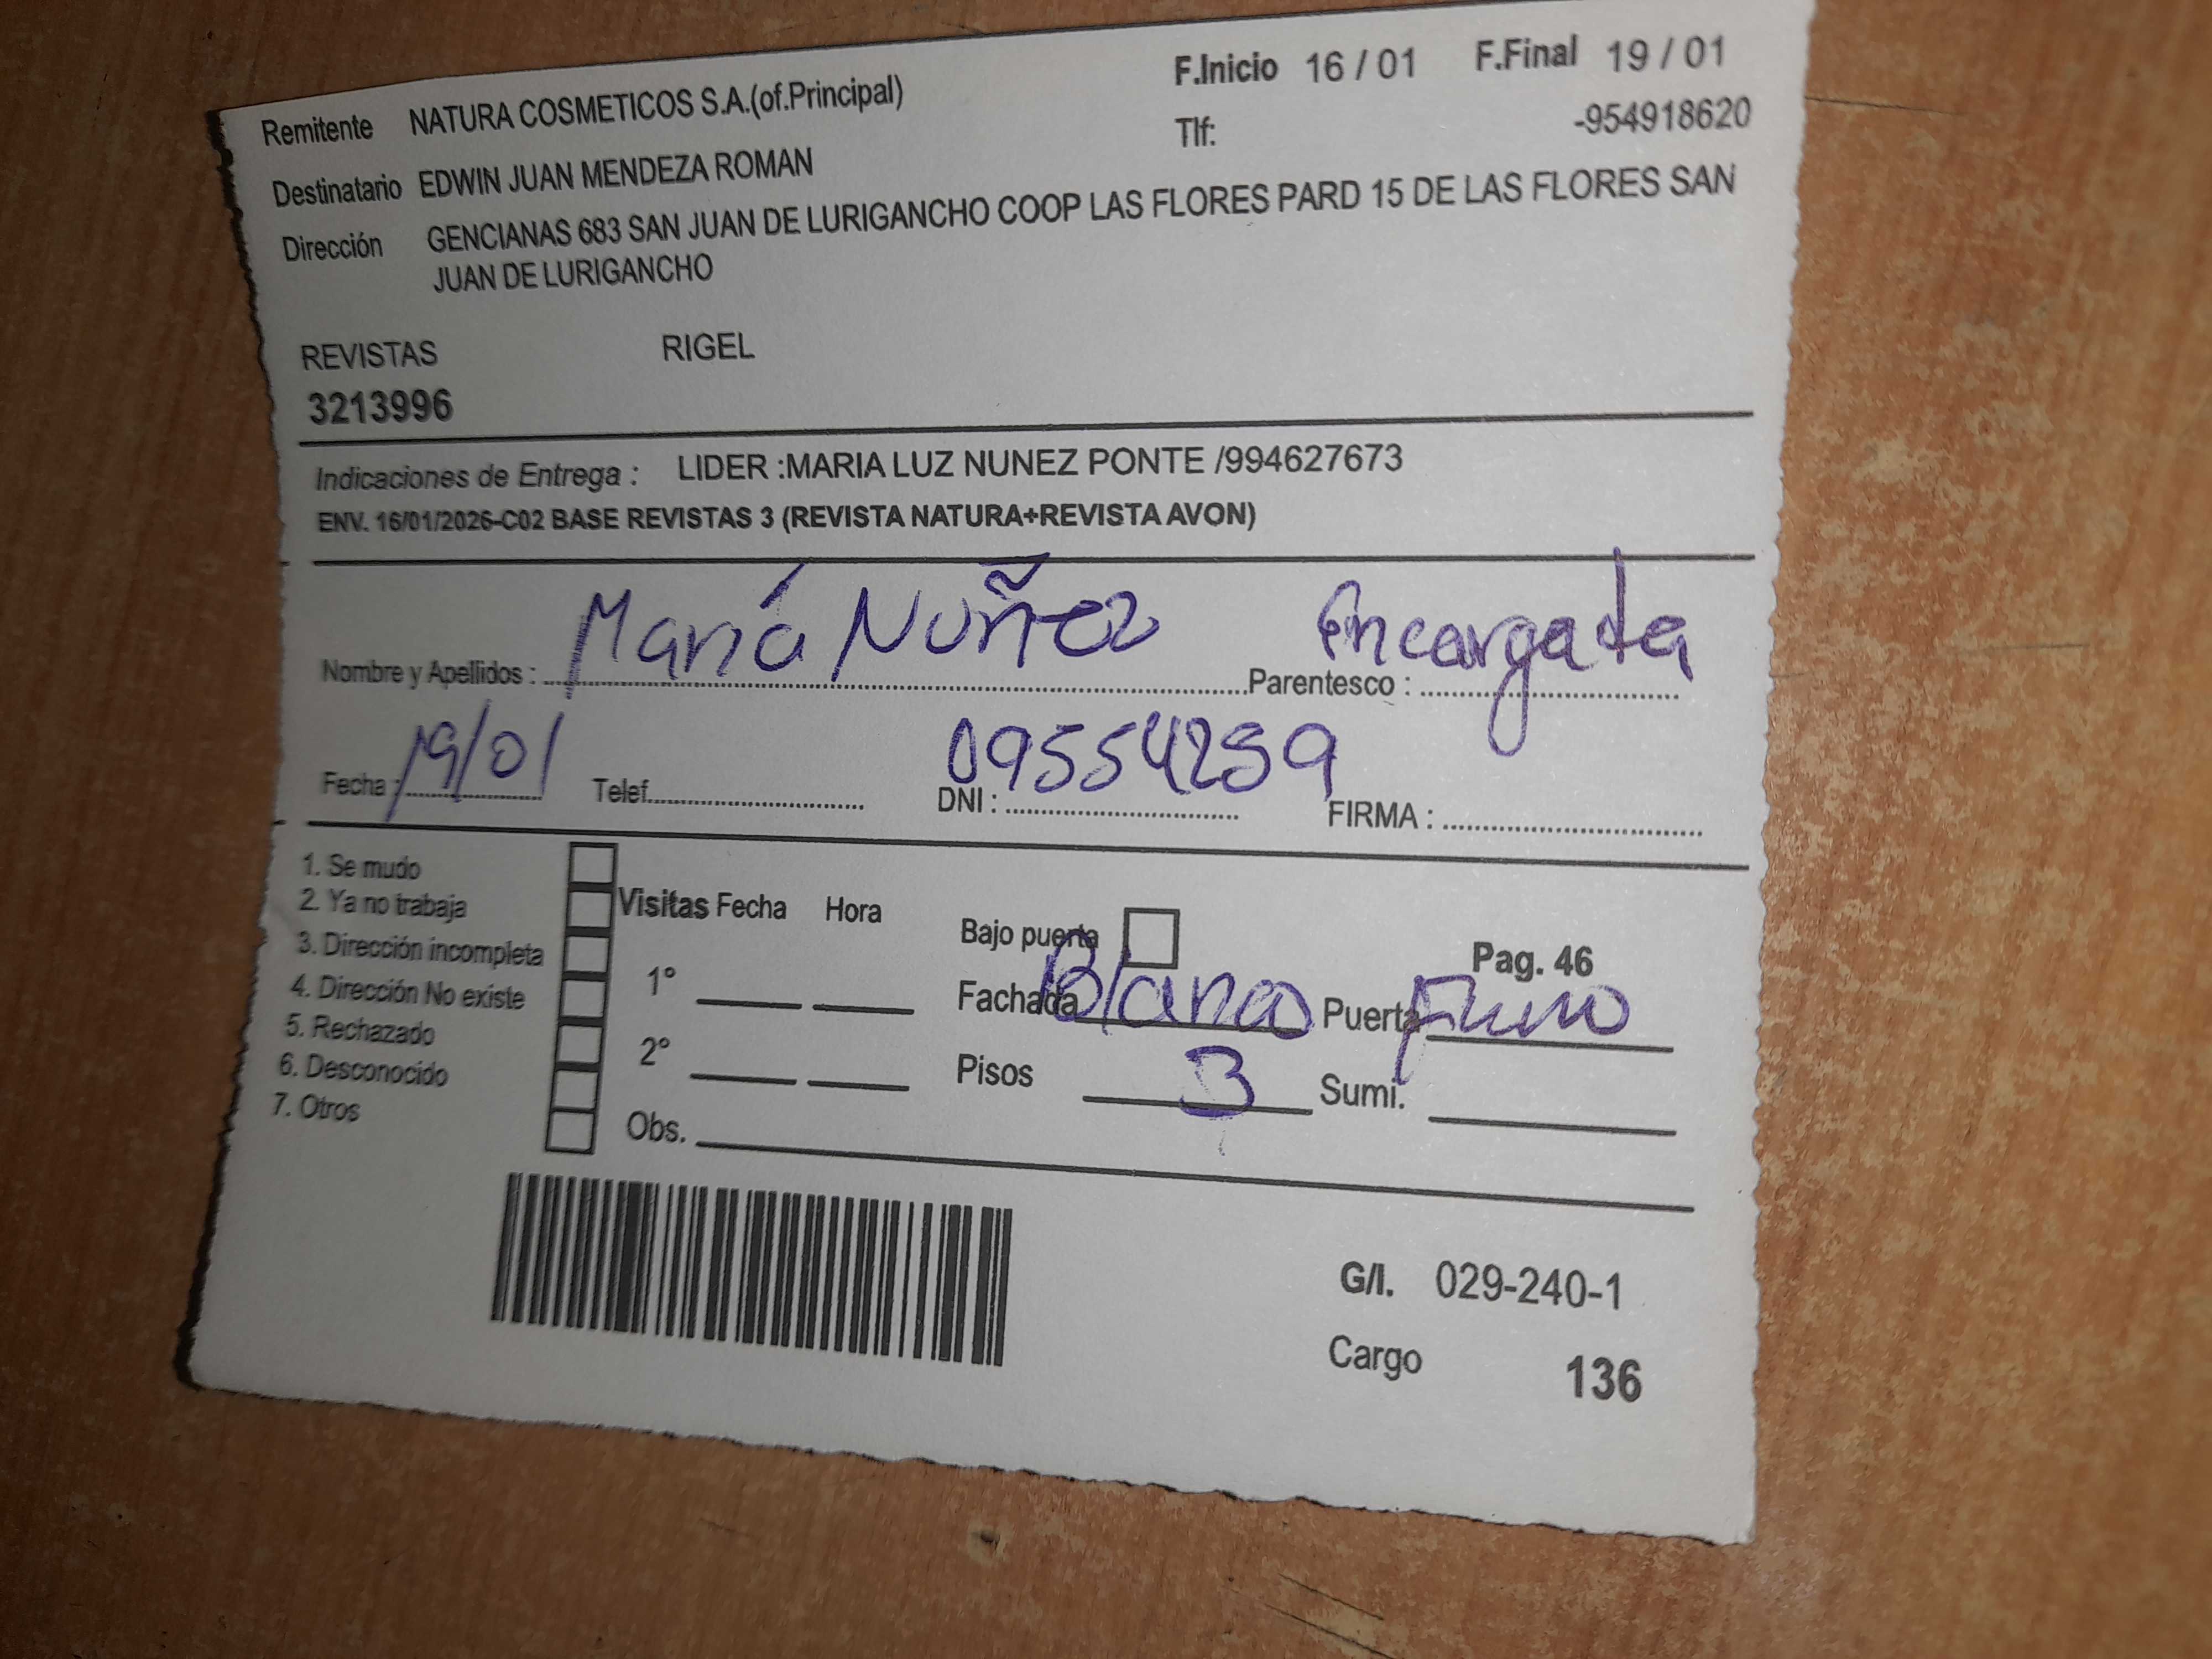 Remitente NATURA COSMETICOS S.A.(of.Principal) F.Inicio 16 / 01 F.Final 19 / 01
Tlf: -954918620
Destinatario EDWIN JUAN MENDEZA ROMAN
Dirección GENCIANAS 683 SAN JUAN DE LURIGANCHO COOP LAS FLORES PARD 15 DE LAS FLORES SAN
JUAN DE LURIGANCHO
REVISTAS RIGEL
3213996
Indicaciones de Entrega : LIDER :MARIA LUZ NUNEZ PONTE /994627673
ENV. 16/01/2026-C02 BASE REVISTAS 3 (REVISTA NATURA+REVISTA AVON)
Nombre y Apellidos : María Nuñez Parentesco : Encargada
Fecha : 19/01 Telef. DNI : 09554259 FIRMA :
1. Se mudo
2. Ya no trabaja
3. Dirección incompleta
4. Dirección No existe
5. Rechazado
6. Desconocido
7. Otros
Visitas Fecha Hora
1°
2°
Obs.
Bajo puerta Pag. 46
Fachada Blanco Puerta
Pisos 3 Sumi.
G/I. 029-240-1
Cargo 136